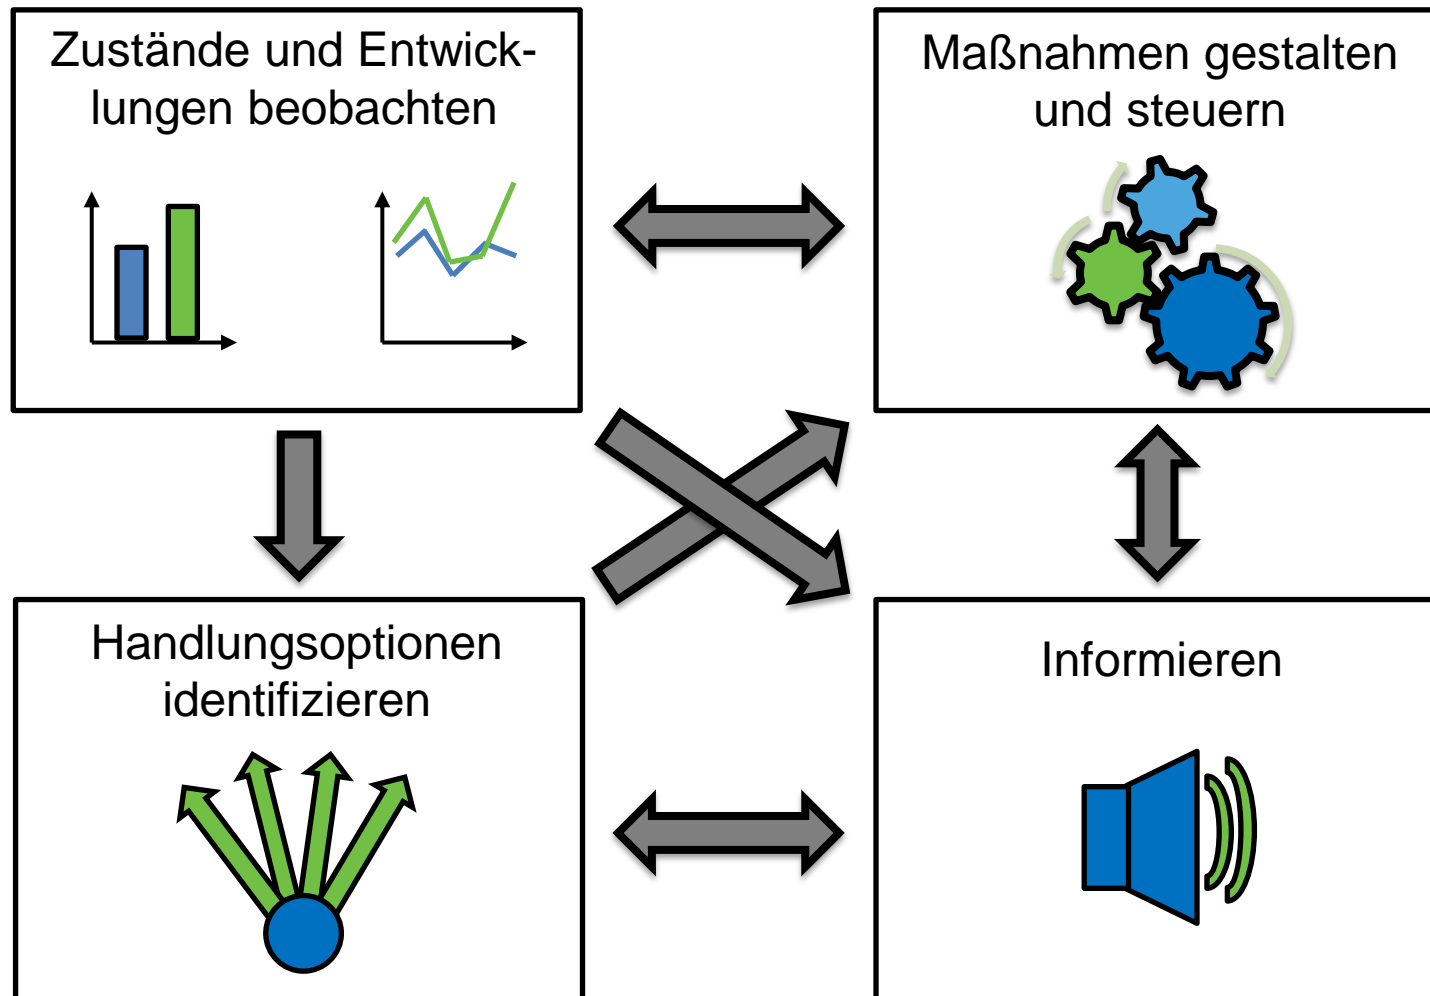 Zustände und Entwick-
lungen beobachten
Maßnahmen gestalten
und steuern
Handlungsoptionen
identifizieren
Informieren